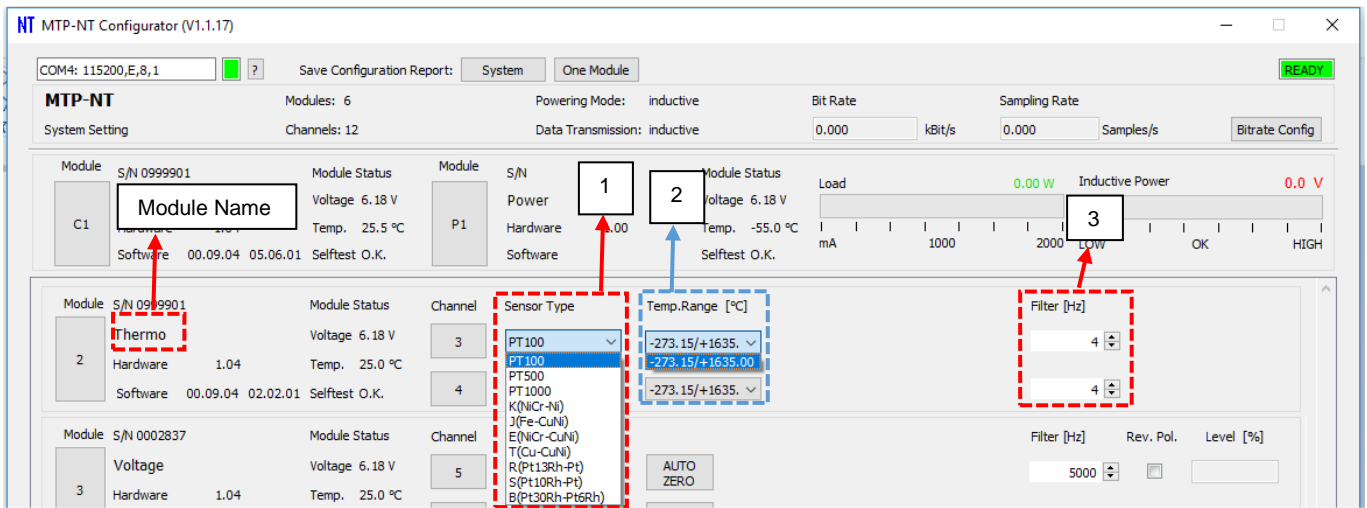 NT MTP-NT Configurator (V1.1.17)
COM4: 115200,E,8,1 ? Save Configuration Report: System One Module READY
MTP-NT Modules: 6 Powering Mode: inductive Bit Rate Sampling Rate
System Setting Channels: 12 Data Transmission: inductive 0.000 kBit/s 0.000 Samples/s Bitrate Config
Module S/N 0999901 Module Status Module S/N Module Status Load 0.00 W Inductive Power 0.0 V
Module Name Voltage 6.18 V Power 1 2 Voltage 6.18 V 3
C1 Hardware 1.04 Temp. 25.5 °C P1 Hardware 1.00 Temp. -55.0 °C mA 1000 2000 LOW OK HIGH
Software 00.09.04 05.06.01 Selftest O.K. Software Selftest O.K.
Module S/N 0999901 Module Status Channel Sensor Type Temp.Range [°C] Filter [Hz]
Thermo Voltage 6.18 V 3 PT100 -273.15/+1635. 4
2 Hardware 1.04 Temp. 25.0 °C PT100 -273.15/+1635.00
PT500
Software 00.09.04 02.02.01 Selftest O.K. 4 PT1000 -273.15/+1635. 4
K(NiCr-Ni)
J(Fe-CuNi)
Module S/N 0002837 Module Status Channel E(NiCr-CuNi) Filter [Hz] Rev. Pol. Level [%]
T(Cu-CuNi)
Voltage Voltage 6.18 V 5 R(Pt13Rh-Pt) AUTO ZERO 5000
S(Pt10Rh-Pt)
3 Hardware 1.04 Temp. 25.0 °C B(Pt30Rh-Pt6Rh)